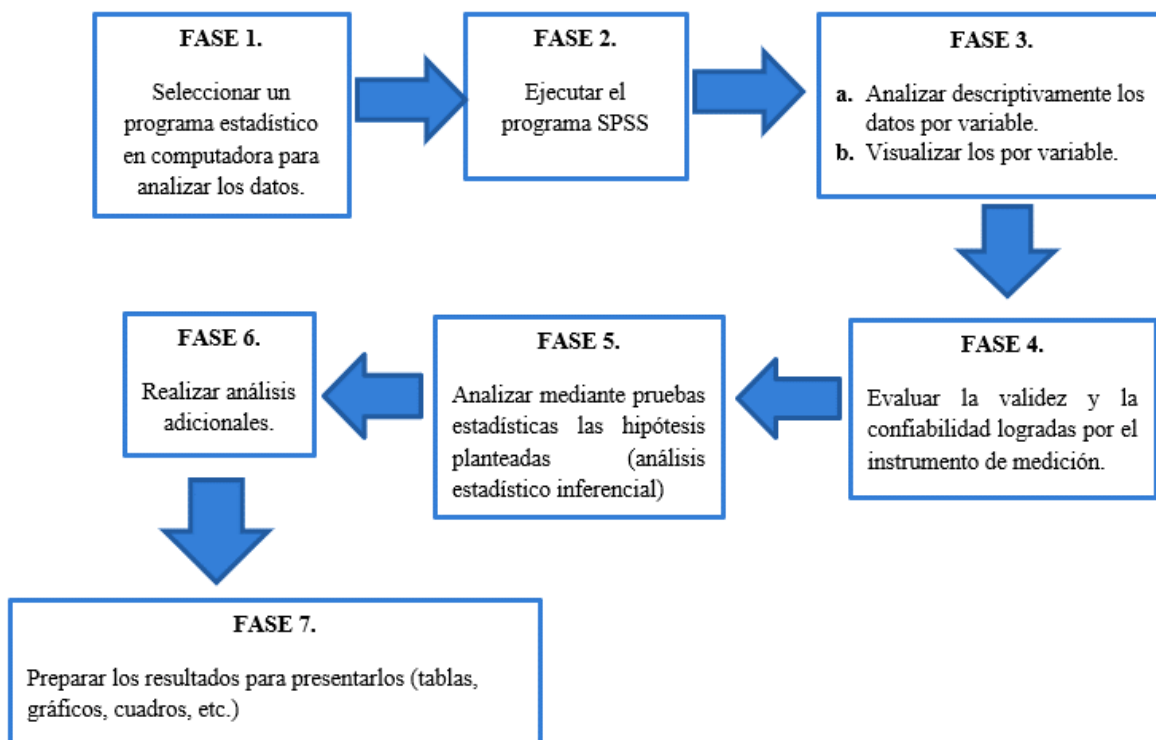 FASE 1.
Seleccionar un
programa estadístico
en computadora para
analizar los datos.
FASE 2.
Ejecutar el
programa SPSS
FASE 3.
a. Analizar descriptivamente los
datos por variable.
b. Visualizar los por variable.
FASE 4.
Evaluar la validez y la
confiabilidad logradas por el
instrumento de medición.
FASE 5.
Analizar mediante pruebas
estadísticas las hipótesis
planteadas (análisis
estadístico inferencial)
FASE 6.
Realizar análisis
adicionales.
FASE 7.
Preparar los resultados para presentarlos (tablas,
gráficos, cuadros, etc.)